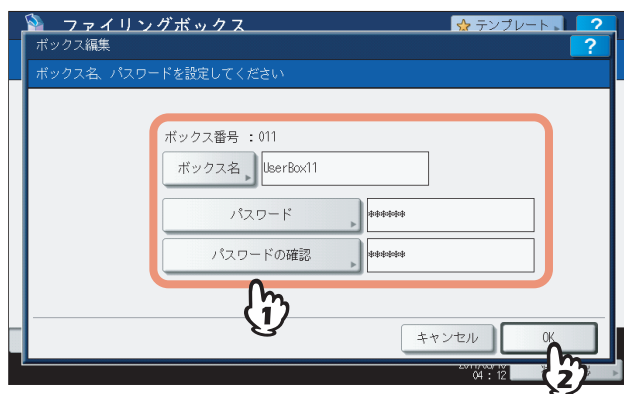 ファイリングボックス
テンプレート
?
ボックス編集
?
ボックス名、パスワードを設定してください
ボックス番号 :011
ボックス名
UserBox11
パスワード
******
パスワードの確認
******
1
キャンセル
OK
2
04:12